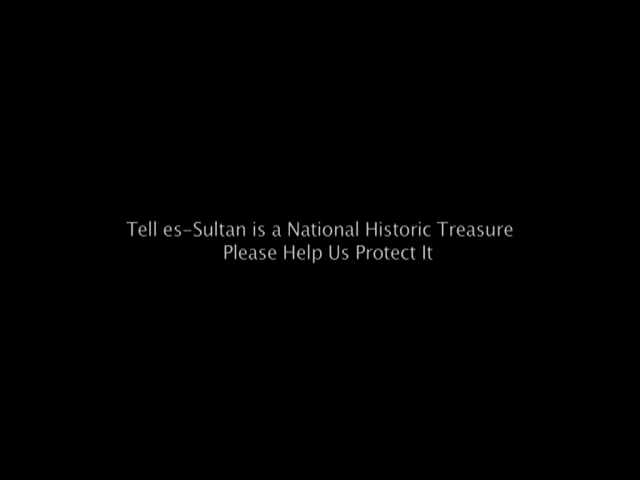 Tell es-Sultan is a National Historic Treasure
Please Help Us Protect It